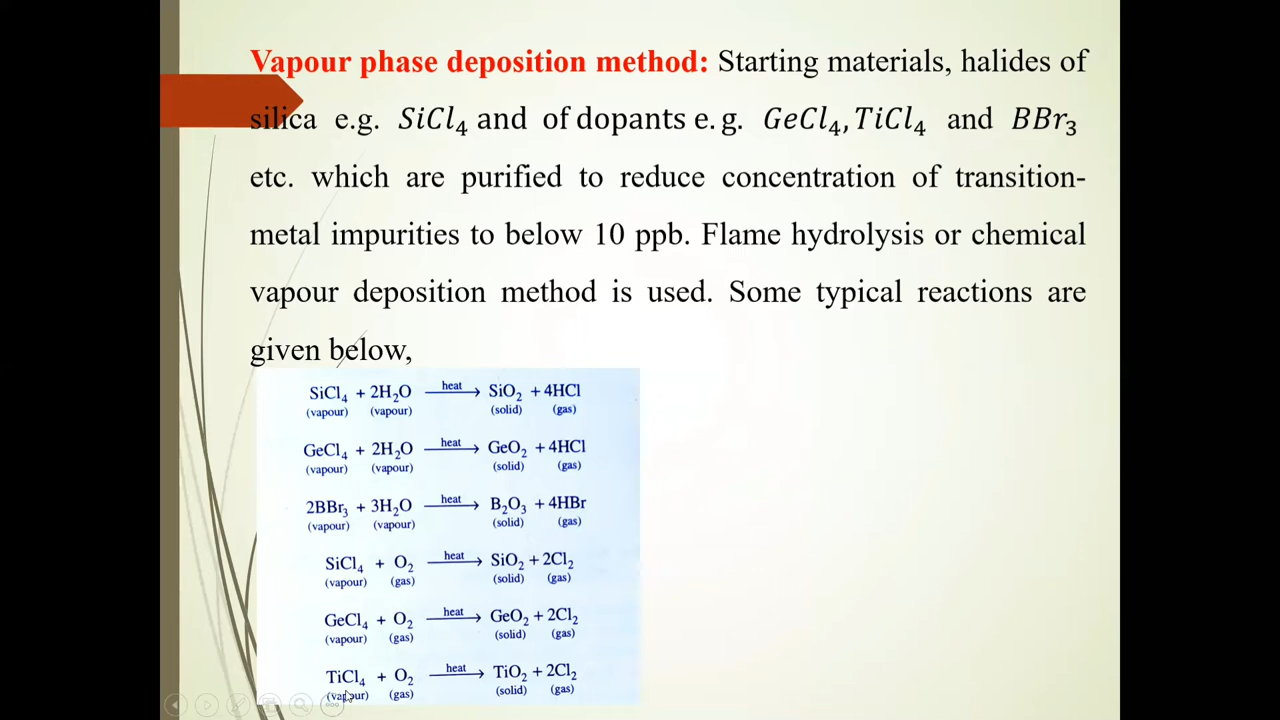 Vapour phase deposition method: Starting materials, halides of
silica e.g. SiCl₄ and of dopants e.g. GeCl₄, TiCl₄ and BBr₃
etc. which are purified to reduce concentration of transition-
metal impurities to below 10 ppb. Flame hydrolysis or chemical
vapour deposition method is used. Some typical reactions are
given below,
SiCl₄ + 2H₂O heat → SiO₂ + 4HCl
(vapour) (vapour) (solid) (gas)
GeCl₄ + 2H₂O heat → GeO₂ + 4HCl
(vapour) (vapour) (solid) (gas)
2BBr₃ + 3H₂O heat → B₂O₃ + 4HBr
(vapour) (vapour) (solid) (gas)
SiCl₄ + O₂ heat → SiO₂ + 2Cl₂
(vapour) (gas) (solid) (gas)
GeCl₄ + O₂ heat → GeO₂ + 2Cl₂
(vapour) (gas) (solid) (gas)
TiCl₄ + O₂ heat → TiO₂ + 2Cl₂
(vapour) (gas) (solid) (gas)